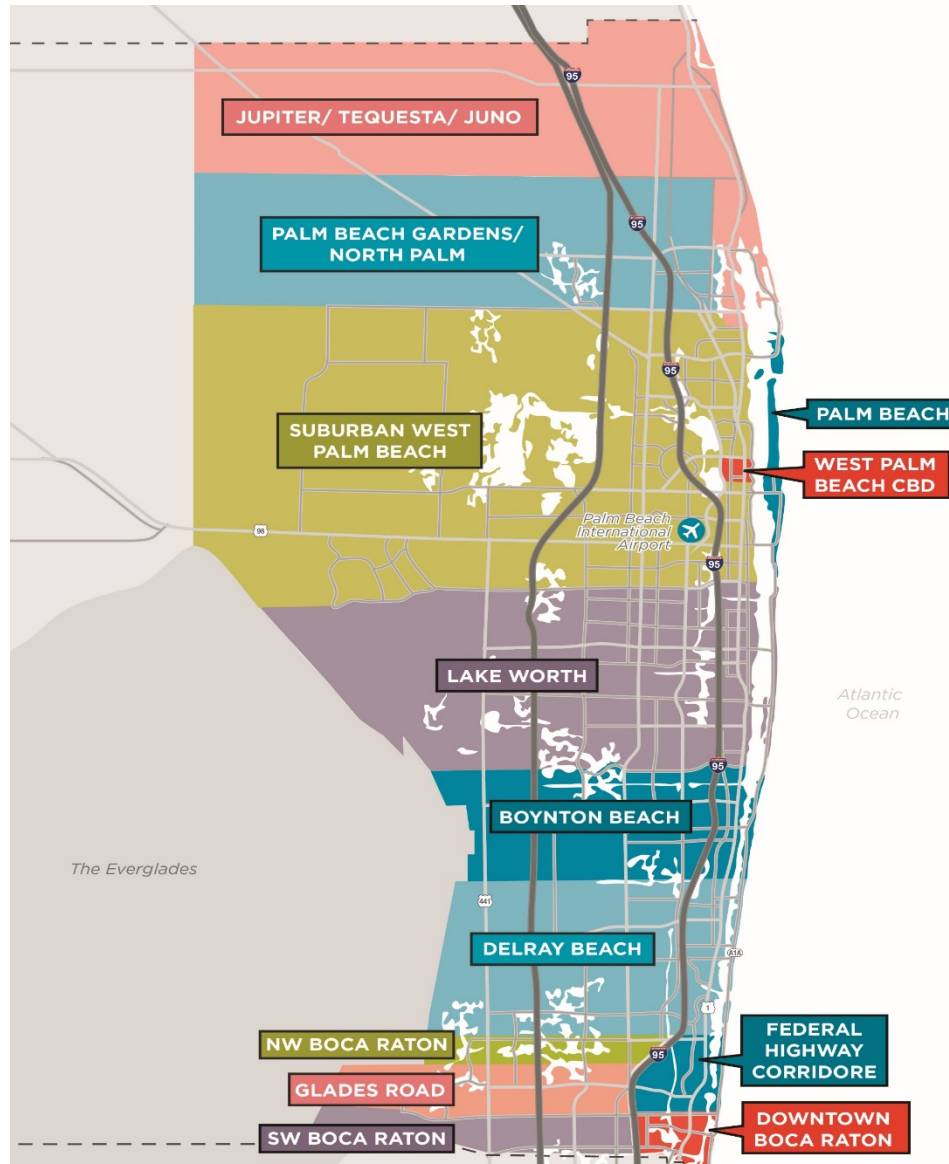 95
JUPITER/ TEQUESTA/ JUNO
95
PALM BEACH GARDENS/
NORTH PALM
95
PALM BEACH
SUBURBAN WEST
PALM BEACH
WEST PALM
BEACH CBD
98
Palm Beach
International
Airport
95
LAKE WORTH
Atlantic
Ocean
95
BOYNTON BEACH
The Everglades
441
DELRAY BEACH
A1A
1
NW BOCA RATON
95
FEDERAL
HIGHWAY
CORRIDORE
GLADES ROAD
DOWNTOWN
BOCA RATON
SW BOCA RATON